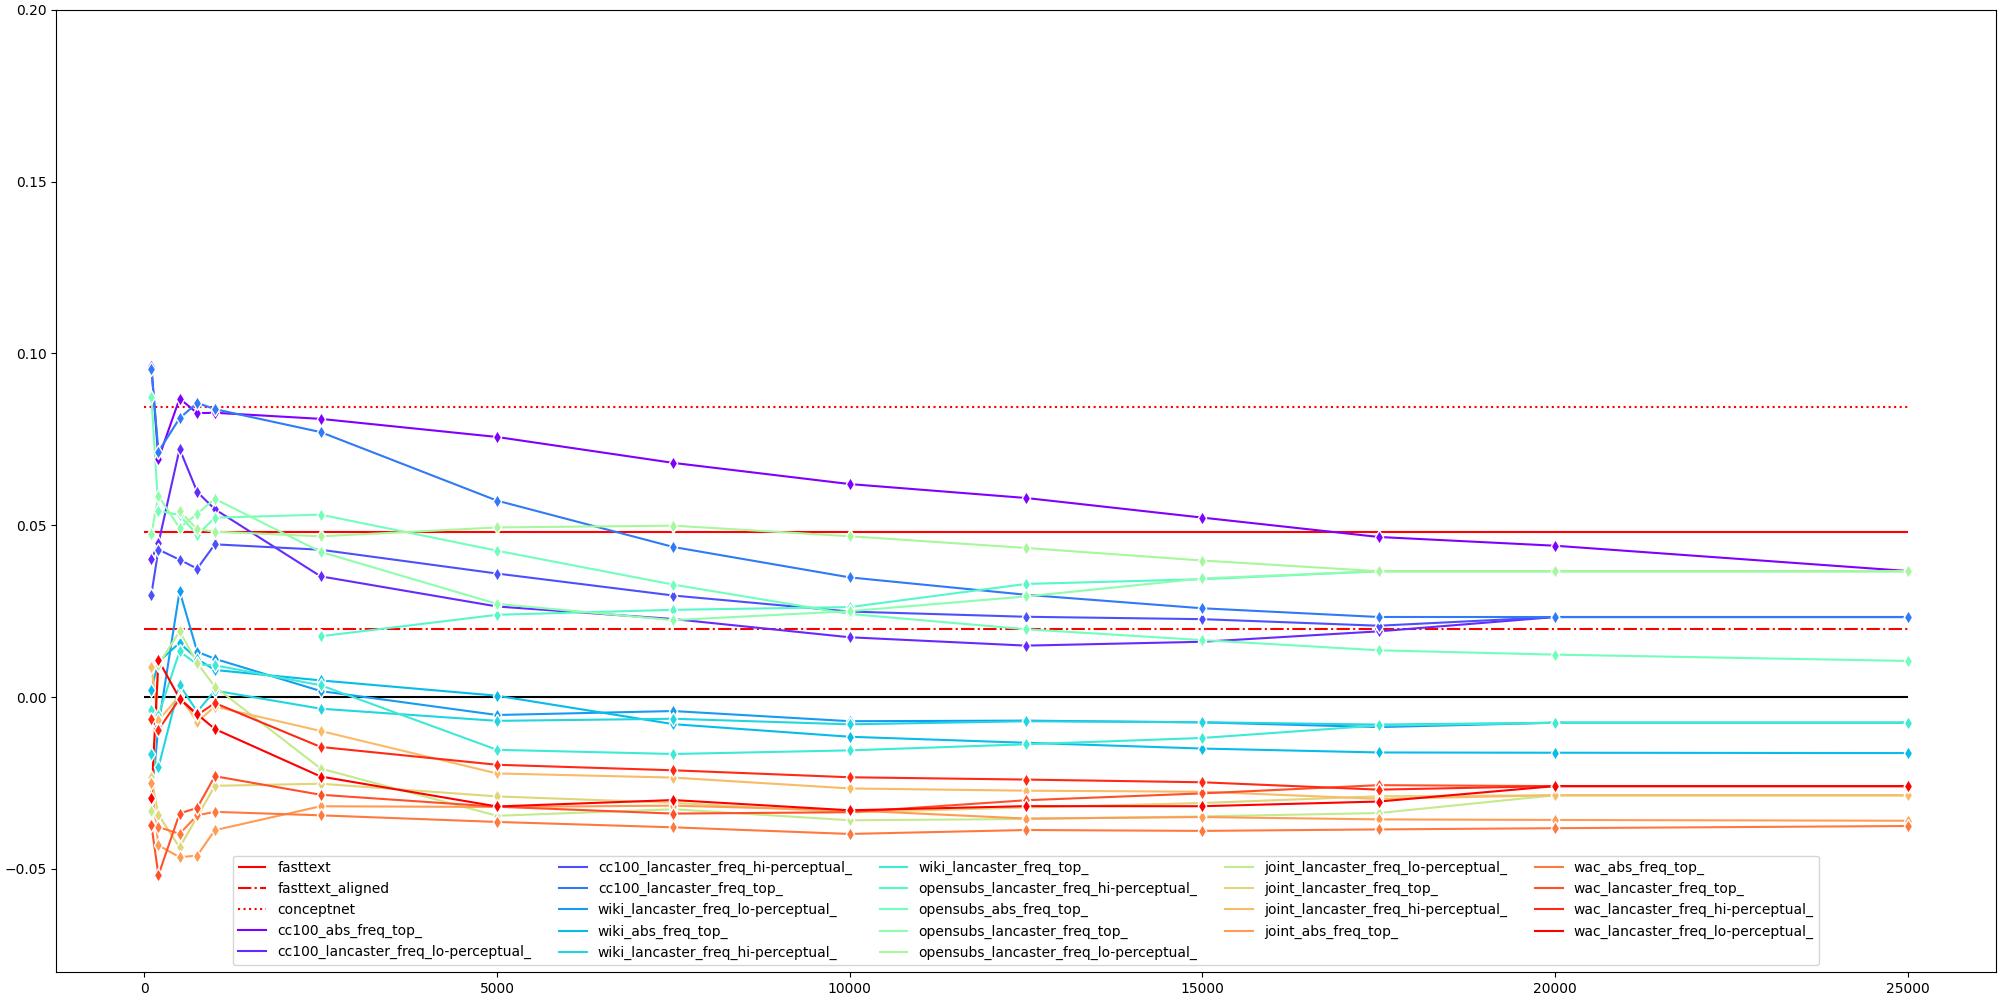 0.20
0.15
0.10
0.05
0.00
−0.05
fasttext
fasttext_aligned
conceptnet
cc100_abs_freq_top_
cc100_lancaster_freq_lo-perceptual_
cc100_lancaster_freq_hi-perceptual_
cc100_lancaster_freq_top_
wiki_lancaster_freq_lo-perceptual_
wiki_abs_freq_top_
wiki_lancaster_freq_hi-perceptual_
wiki_lancaster_freq_top_
opensubs_lancaster_freq_hi-perceptual_
opensubs_abs_freq_top_
opensubs_lancaster_freq_top_
opensubs_lancaster_freq_lo-perceptual_
joint_lancaster_freq_lo-perceptual_
joint_lancaster_freq_top_
joint_lancaster_freq_hi-perceptual_
joint_abs_freq_top_
wac_abs_freq_top_
wac_lancaster_freq_top_
wac_lancaster_freq_hi-perceptual_
wac_lancaster_freq_lo-perceptual_
0 5000 10000 15000 20000 25000